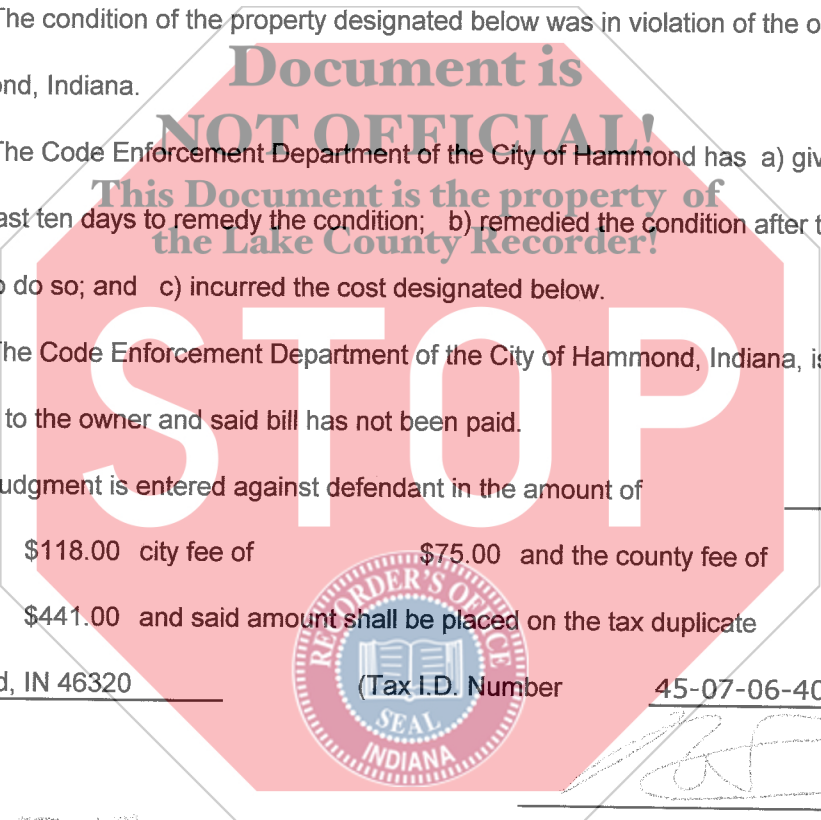 The condition of the property designated below was in violation of the o
Document is
ond, Indiana.
NOT OFFICIAL!
The Code Enforcement Department of the City of Hammond has a) giv
This Document is the property of
ast ten days to remedy the condition; b) remedied the condition after t
the Lake County Recorder!
o do so; and c) incurred the cost designated below.
STOP
The Code Enforcement Department of the City of Hammond, Indiana, is
to the owner and said bill has not been paid.
udgment is entered against defendant in the amount of
$118.00 city fee of $75.00 and the county fee of
$441.00 and said amount shall be placed on the tax duplicate
d, IN 46320 (Tax I.D. Number 45-07-06-40
RECORDER'S OFFICE
SEAL
INDIANA